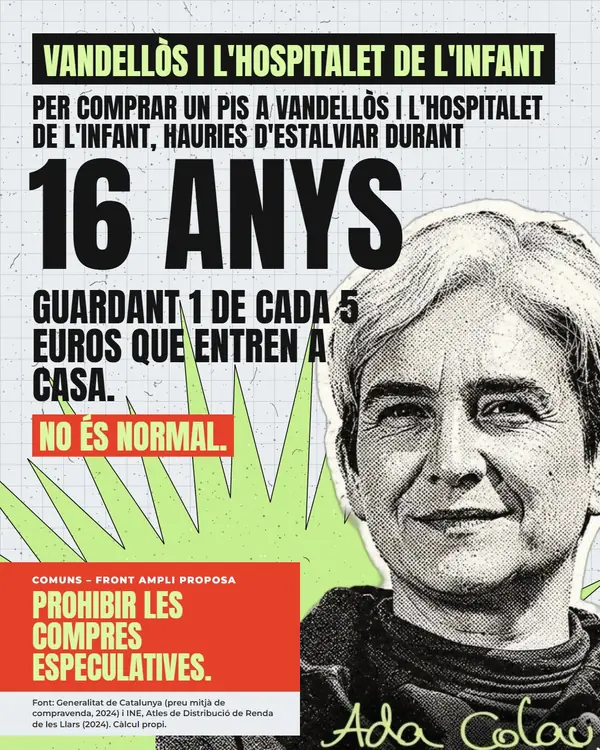 VANDELLÒS I L'HOSPITALET DE L'INFANT
PER COMPRAR UN PIS A VANDELLÒS I L'HOSPITALET
DE L'INFANT, HAURIES D'ESTALVIAR DURANT
16 ANYS
GUARDANT 1 DE CADA 5
EUROS QUE ENTREN A
CASA.
NO ÉS NORMAL.
COMUNS – FRONT AMPLI PROPOSA
PROHIBIR LES
COMPRES
ESPECULATIVES.
Font: Generalitat de Catalunya (preu mitjà de
compravenda, 2024) i INE, Atles de Distribució de Renda
de les Llars (2024). Càlcul propi.
Ada Colau